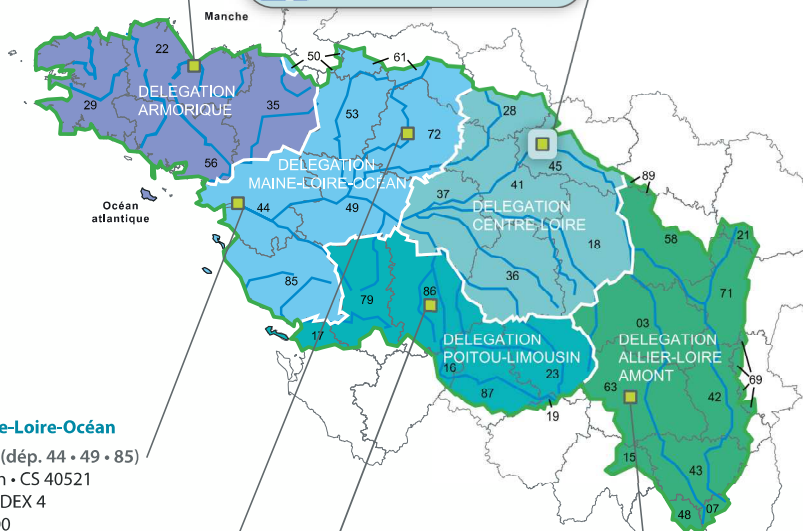 Manche
22
50
61
29
DELEGATION
ARMORIQUE
35
53
72
28
56
DELEGATION
MAINE-LOIRE-OCÉAN
45
41
89
Océan
atlantique
44
49
37
DELEGATION
CENTRE-LOIRE
18
58
21
85
79
86
36
71
17
03
DELEGATION
POITOU-LIMOUSIN
DELEGATION
ALLIER-LOIRE
AMONT
16
87
23
63
69
42
19
15
43
48
07
e-Loire-Océan
(dép. 44 • 49 • 85)
n • CS 40521
DEX 4
00